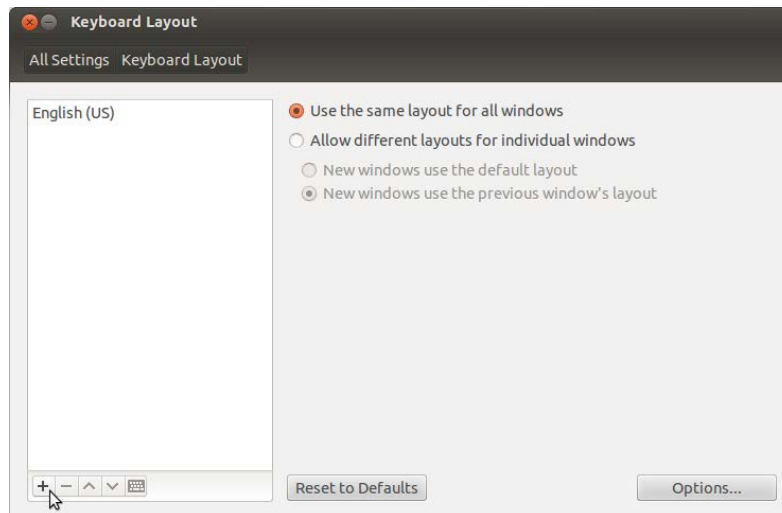 Keyboard Layout
All Settings Keyboard Layout
English (US)
Use the same layout for all windows
Allow different layouts for individual windows
New windows use the default layout
New windows use the previous window's layout
Reset to Defaults
Options...